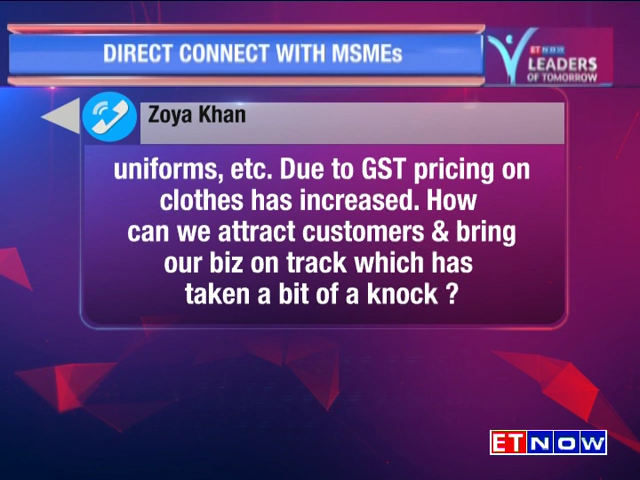 DIRECT CONNECT WITH MSMEs
ET NOW
LEADERS
OF TOMORROW
Zoya Khan
uniforms, etc. Due to GST pricing on
clothes has increased. How
can we attract customers & bring
our biz on track which has
taken a bit of a knock ?
ET NOW